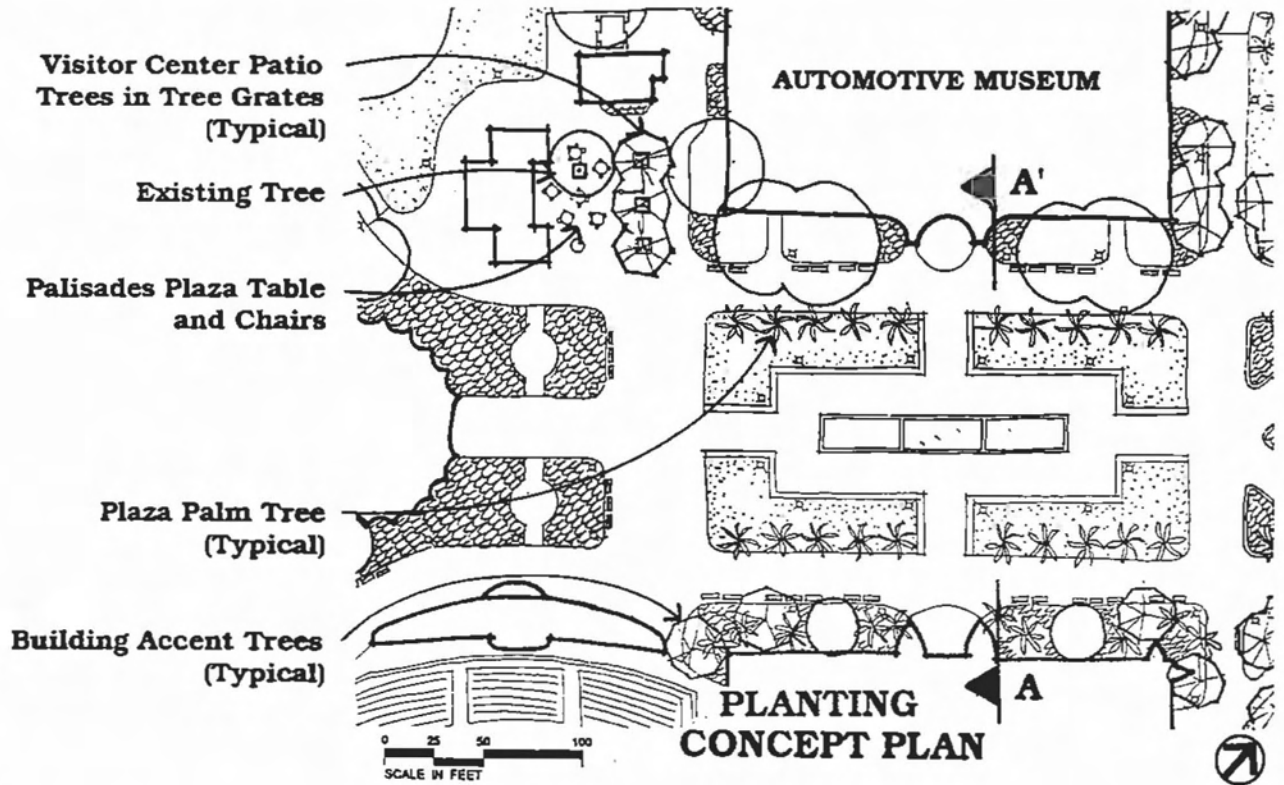 Visitor Center Patio
Trees in Tree Grates
(Typical)
AUTOMOTIVE MUSEUM
Existing Tree
A'
Palisades Plaza Table
and Chairs
Plaza Palm Tree
(Typical)
Building Accent Trees
(Typical)
A
PLANTING
CONCEPT PLAN
0 25 50 100
SCALE IN FEET